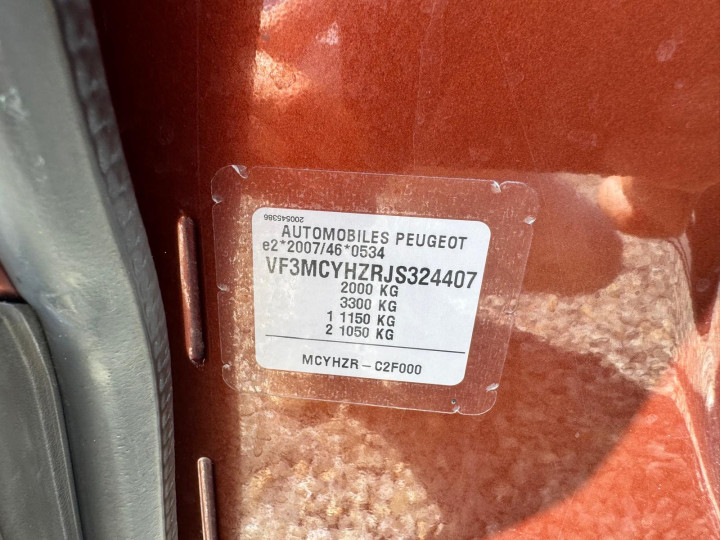 200545386
AUTOMOBILES PEUGEOT
e2*2007/46*0534
VF3MCYHZRJS324407
2000 KG
3300 KG
1 1150 KG
2 1050 KG
MCYHZR - C2F000